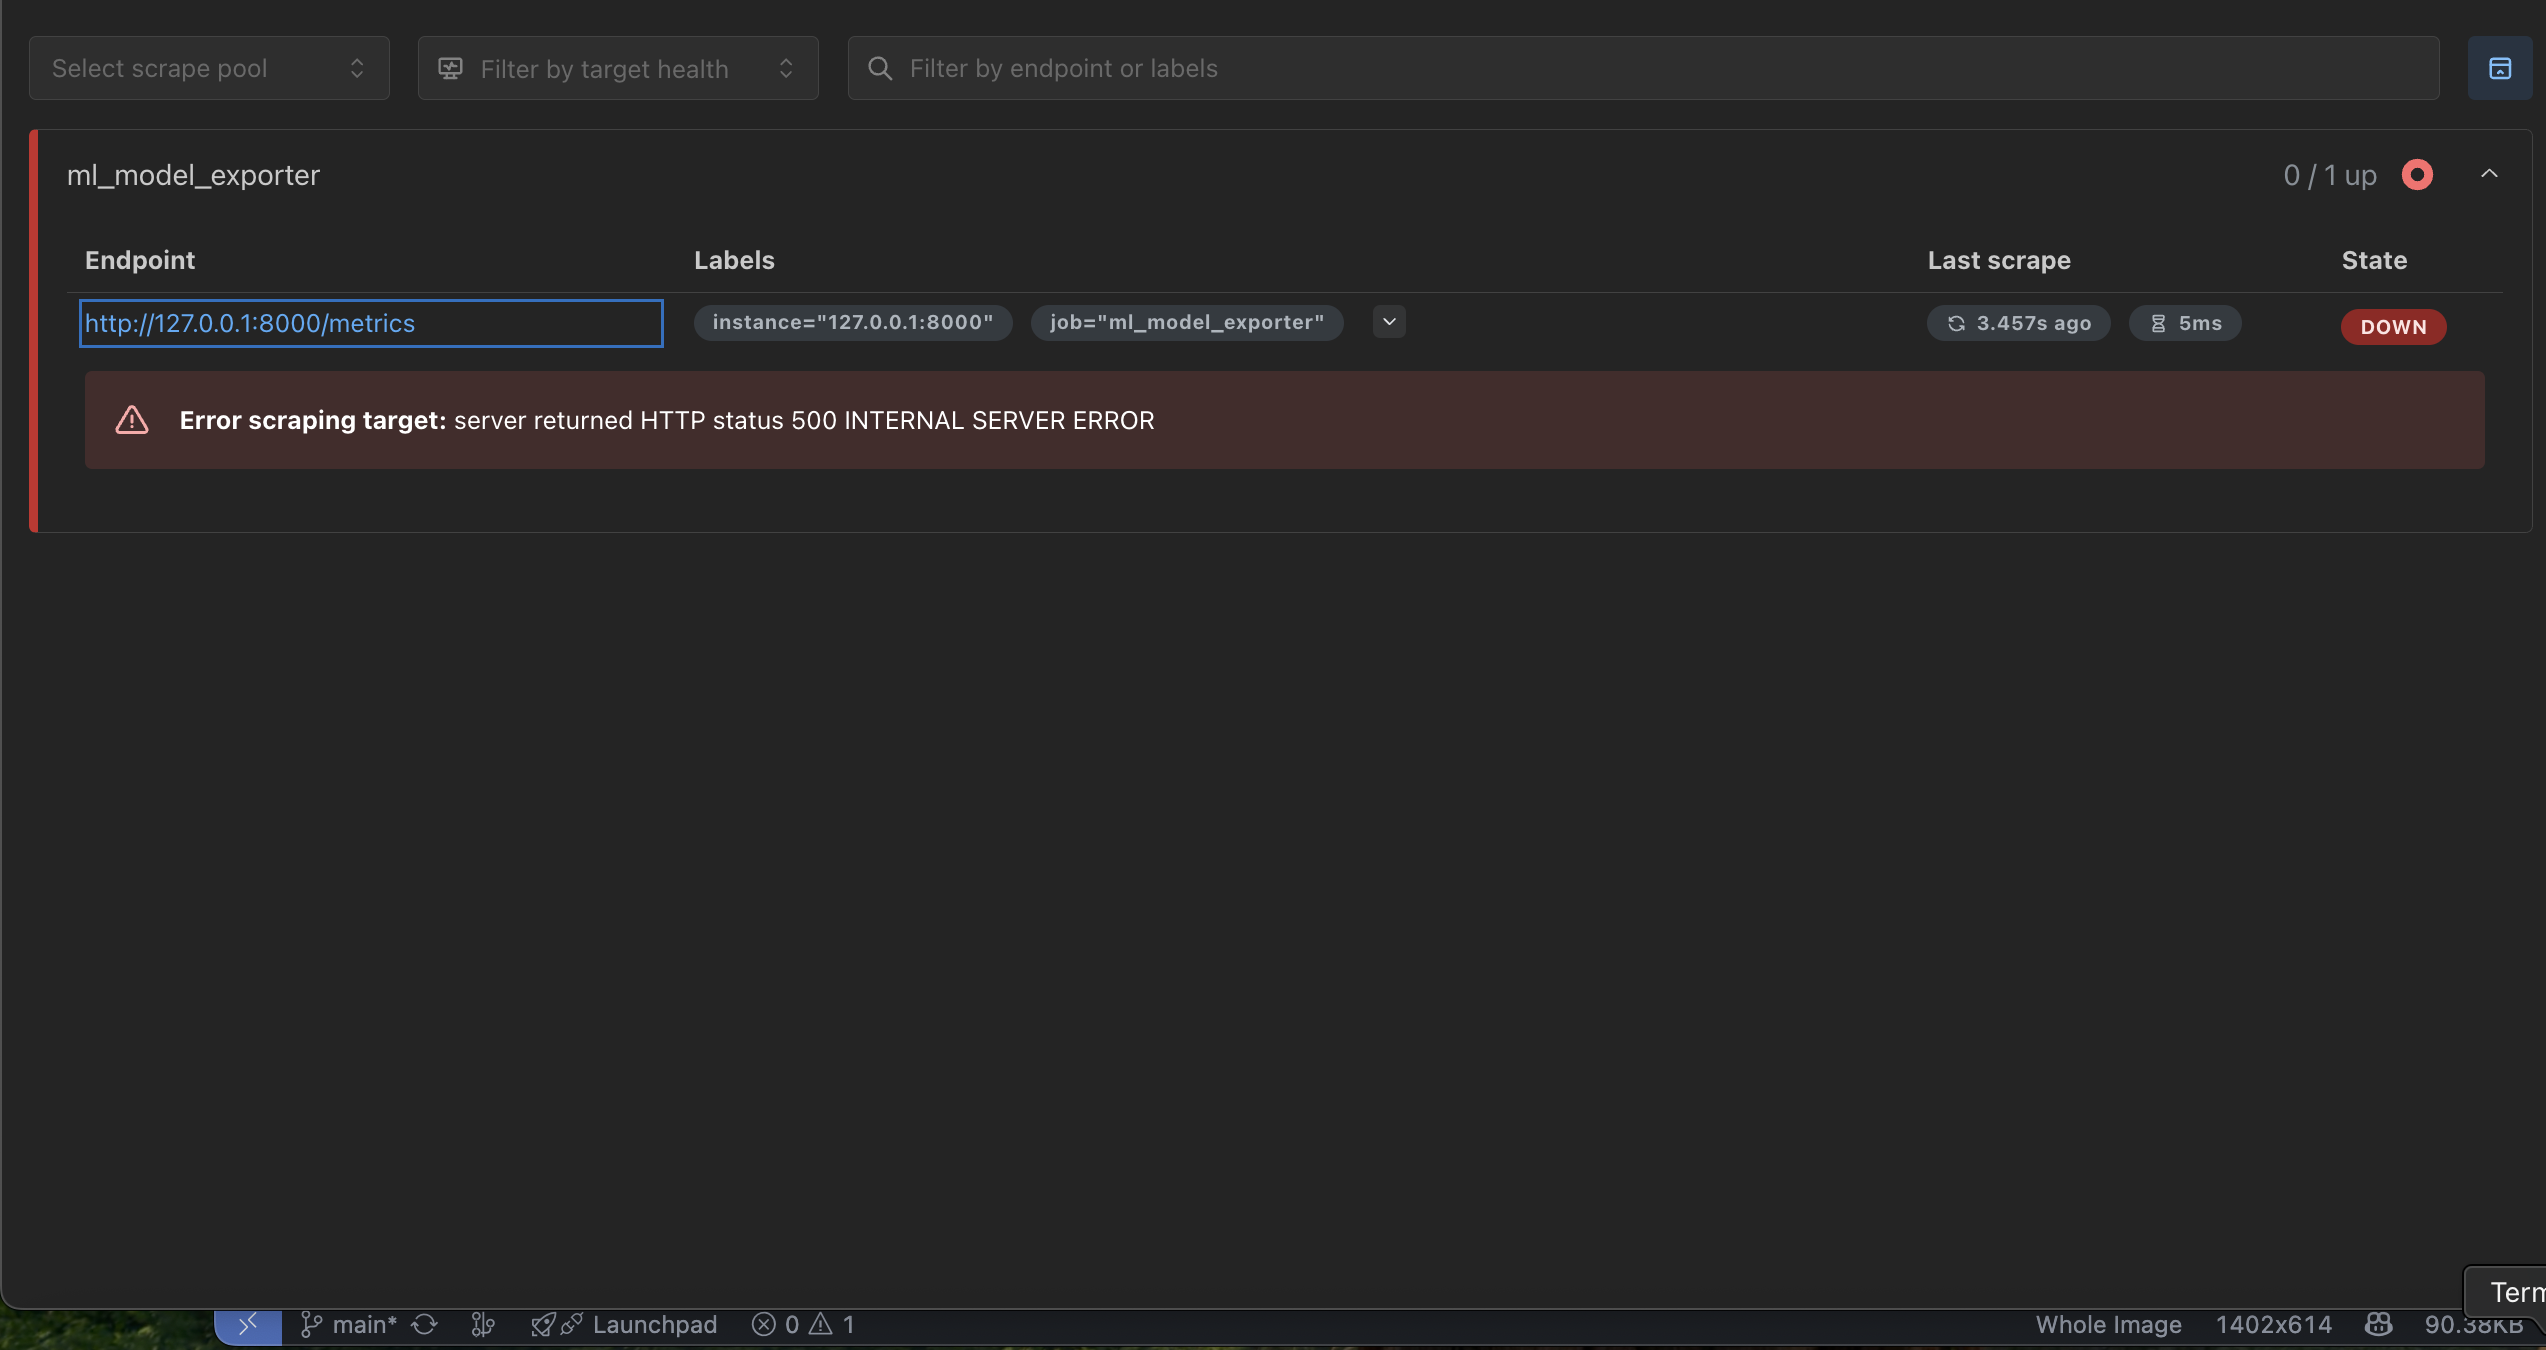 Select scrape pool
Filter by target health
Filter by endpoint or labels
ml_model_exporter
0 / 1 up
Endpoint Labels Last scrape State
http://127.0.0.1:8000/metrics instance="127.0.0.1:8000" job="ml_model_exporter" 3.457s ago 5ms DOWN
Error scraping target: server returned HTTP status 500 INTERNAL SERVER ERROR
Term
main* Launchpad 0 1 Whole Image 1402x614 90.38KB